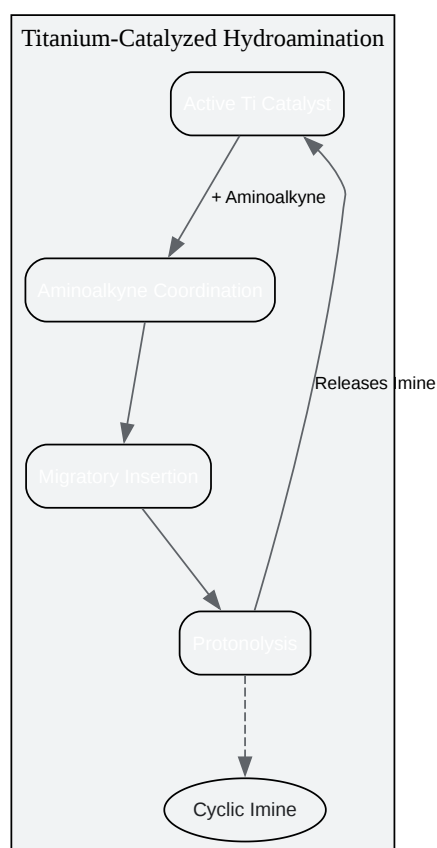 Titanium-Catalyzed Hydroamination
Active Ti Catalyst
+ Aminoalkyne
Aminoalkyne Coordination
Releases Imine
Migratory Insertion
Protonolysis
Cyclic Imine